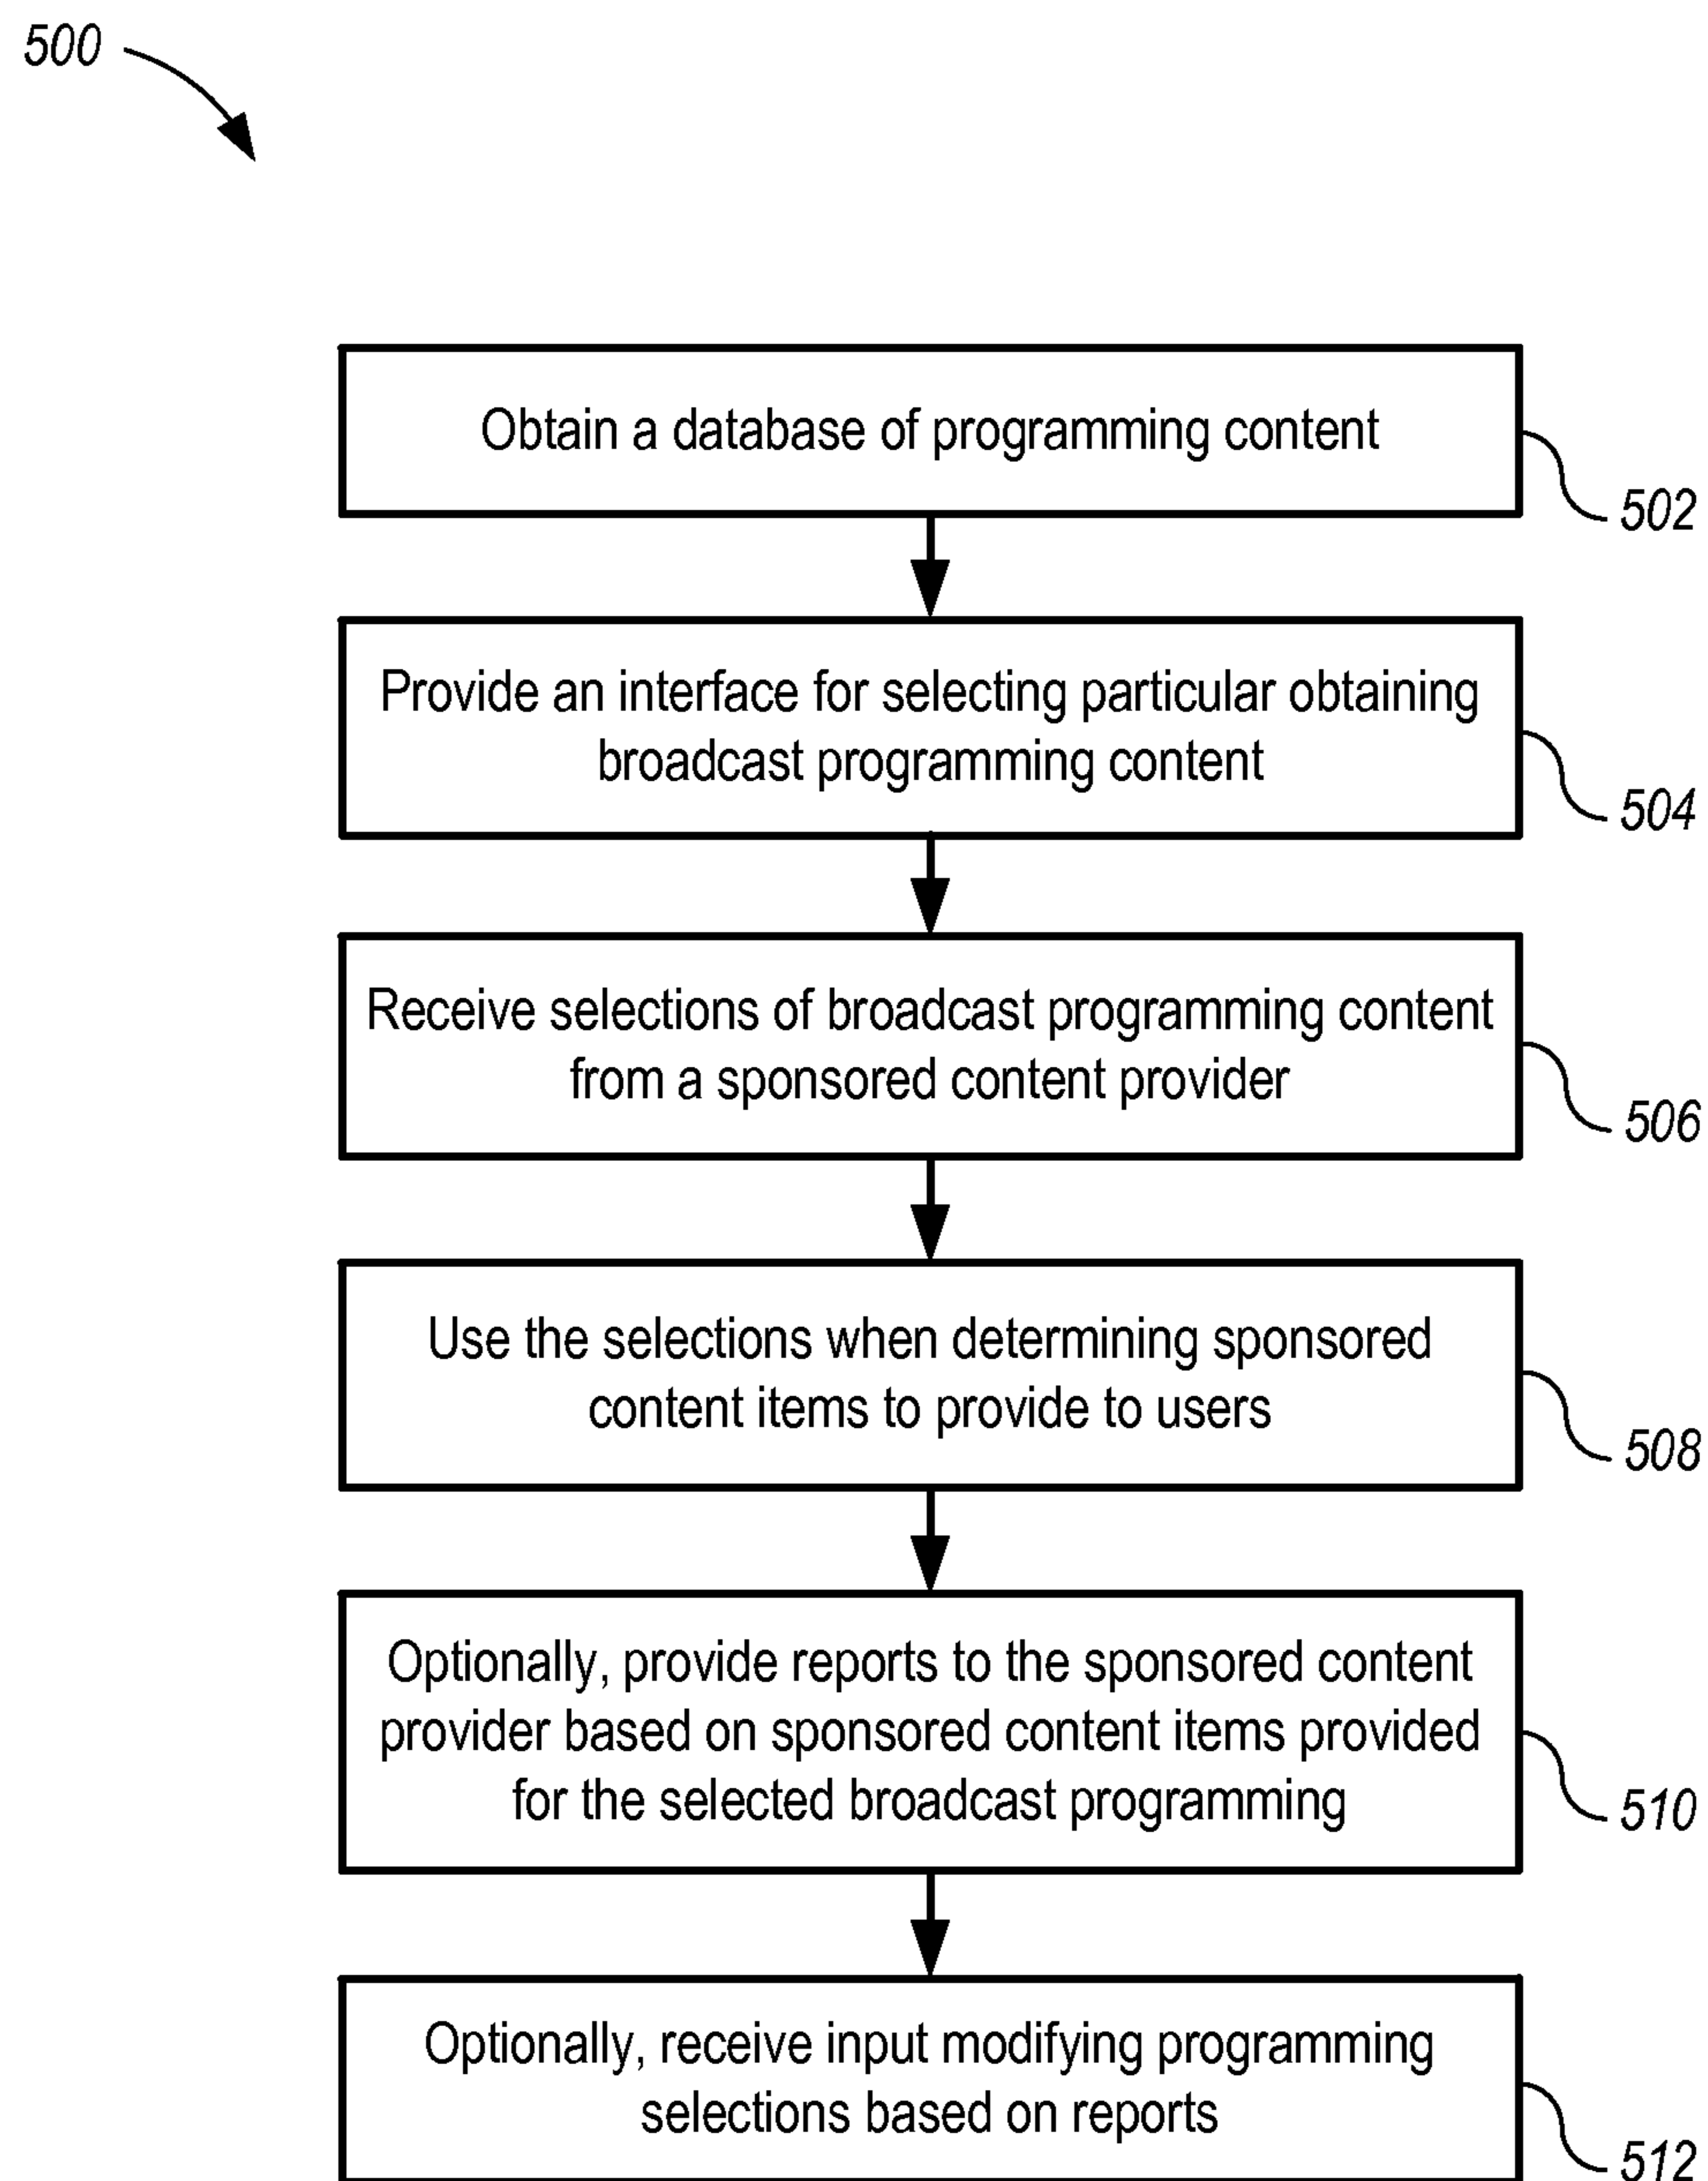 500
Obtain a database of programming content
502
Provide an interface for selecting particular obtaining
broadcast programming content
504
Receive selections of broadcast programming content
from a sponsored content provider
506
Use the selections when determining sponsored
content items to provide to users
508
Optionally, provide reports to the sponsored content
provider based on sponsored content items provided
for the selected broadcast programming
510
Optionally, receive input modifying programming
selections based on reports
512